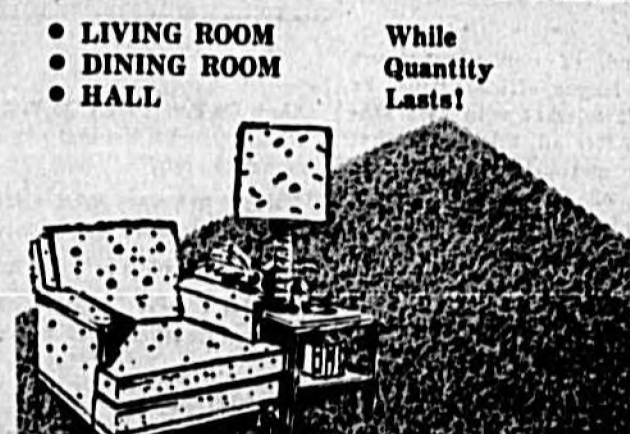 • LIVING ROOM
• DINING ROOM
• HALL
While
Quantity
Lasts!